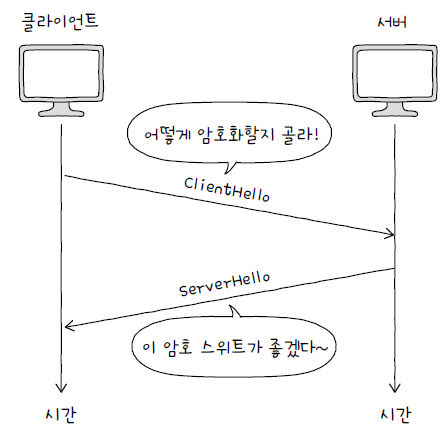 클라이언트
서버
어떻게 암호화할지 골라!
ClientHello
ServerHello
이 암호 스위트가 좋겠다~
시간
시간